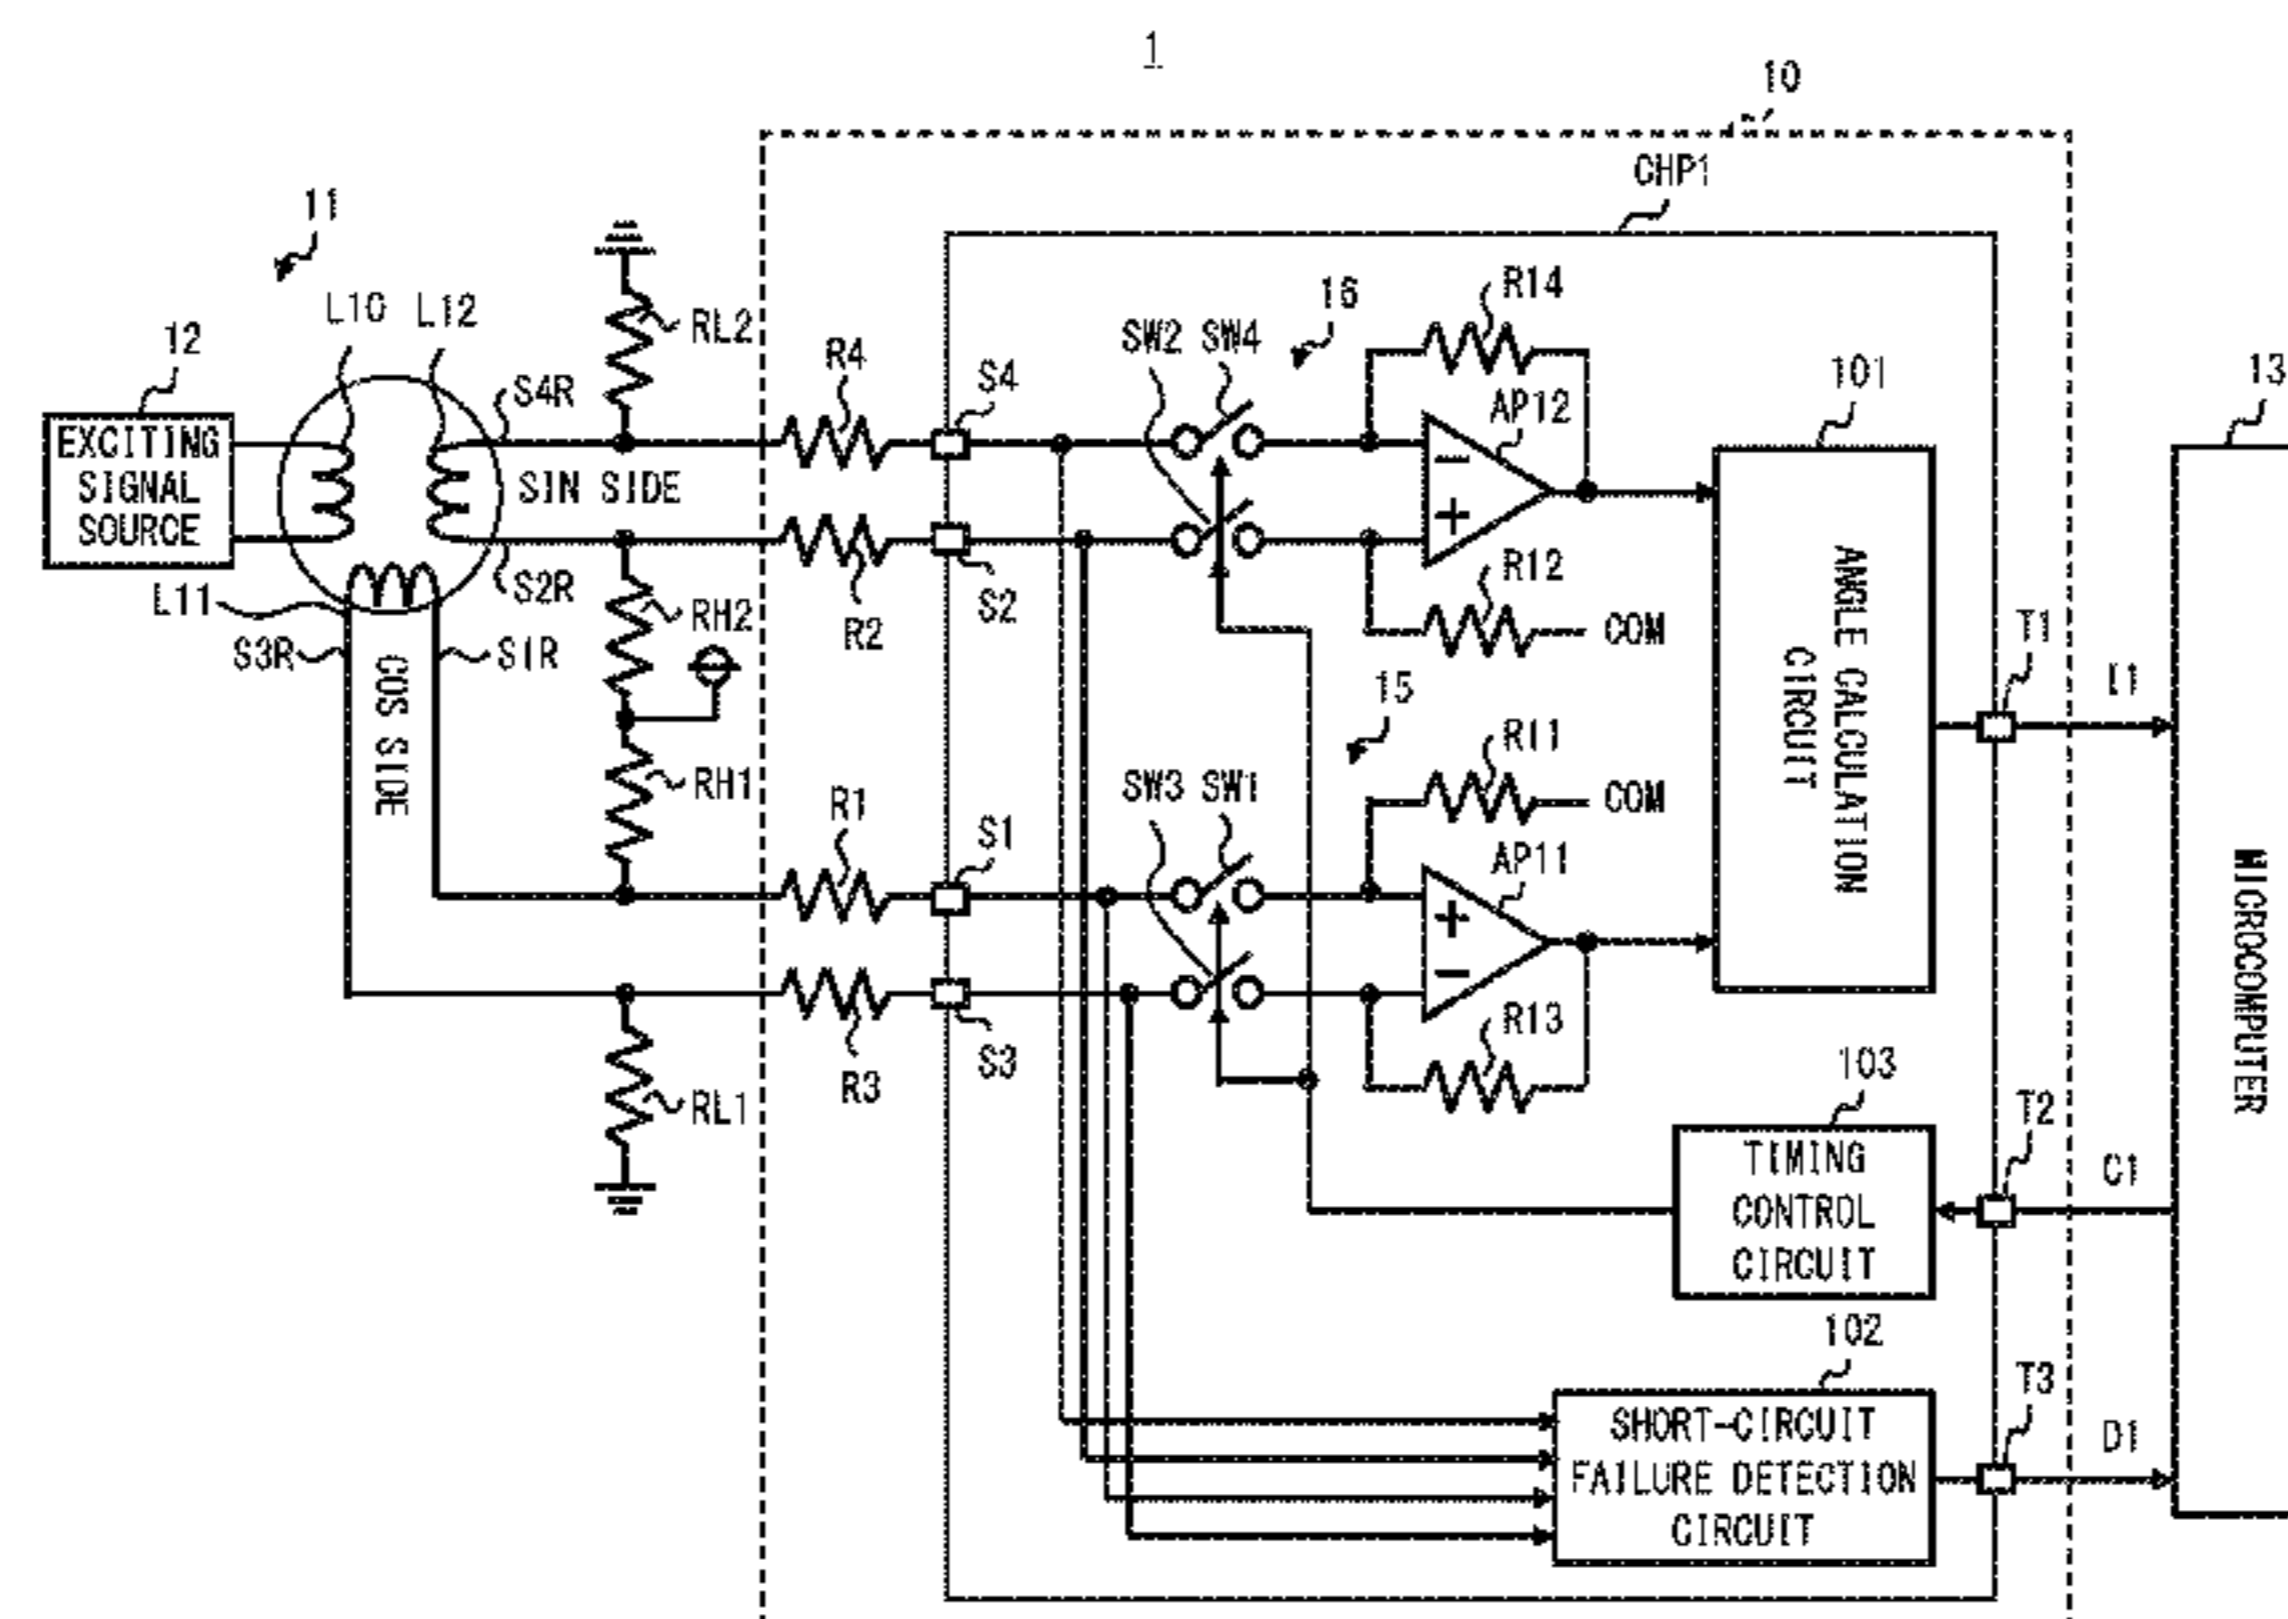 1
10
CHP1
11
L10
L12
RL2
12
EXCITING
SIGNAL
SOURCE
S4R
SIN SIDE
S2R
L11
S3R
S1R
COS SIDE
RH2
RH1
RL1
R4
R2
R1
R3
S4
S2
S1
S3
SW2
SW4
16
R14
AP12
R12
COM
15
R11
COM
SW3
SW1
AP11
R13
101
ANGLE CALCULATION
CIRCUIT
103
TIMING
CONTROL
CIRCUIT
102
SHORT-CIRCUIT
FAILURE DETECTION
CIRCUIT
T1
I1
T2
C1
T3
D1
13
MICROCOMPUTER
−
+
+
−